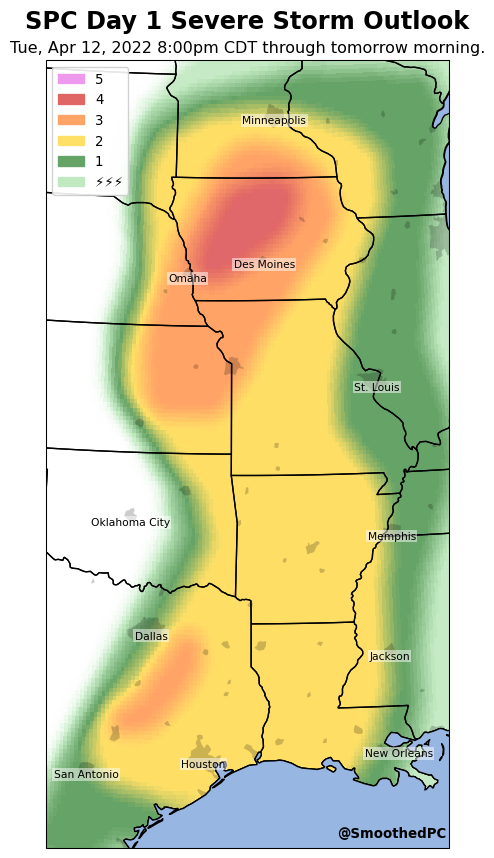 SPC Day 1 Severe Storm Outlook
Tue, Apr 12, 2022 8:00pm CDT through tomorrow morning.
5
4
3
2
1
⚡⚡⚡
Minneapolis
Des Moines
Omaha
St. Louis
Oklahoma City
Memphis
Dallas
Jackson
New Orleans
Houston
San Antonio
@SmoothedPC